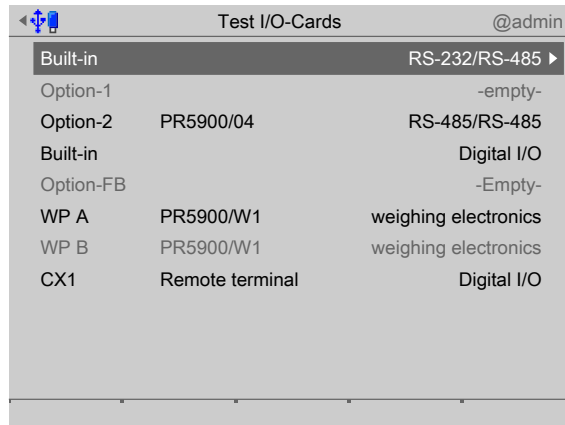 Test I/O-Cards @admin
Built-in RS-232/RS-485
Option-1 -empty-
Option-2 PR5900/04 RS-485/RS-485
Built-in Digital I/O
Option-FB -Empty-
WP A PR5900/W1 weighing electronics
WP B PR5900/W1 weighing electronics
CX1 Remote terminal Digital I/O